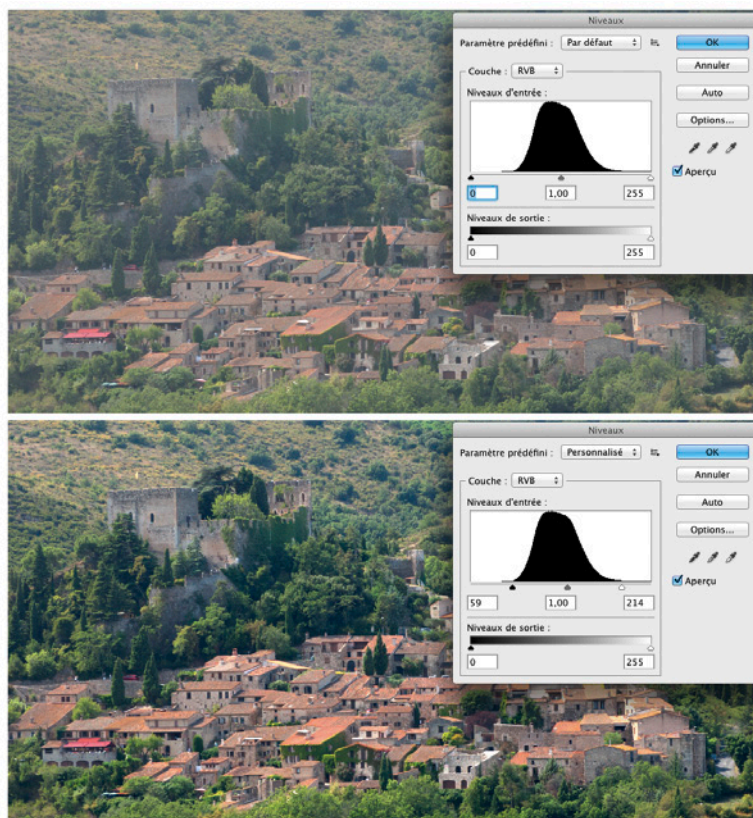 Niveaux
Paramètre prédéfini : Par défaut
OK
Couche : RVB
Annuler
Niveaux d'entrée :
Auto
Options...
Aperçu
0 1,00 255
Niveaux de sortie :
0 255
Niveaux
Paramètre prédéfini : Personnalisé
OK
Couche : RVB
Annuler
Niveaux d'entrée :
Auto
Options...
Aperçu
59 1,00 214
Niveaux de sortie :
0 255